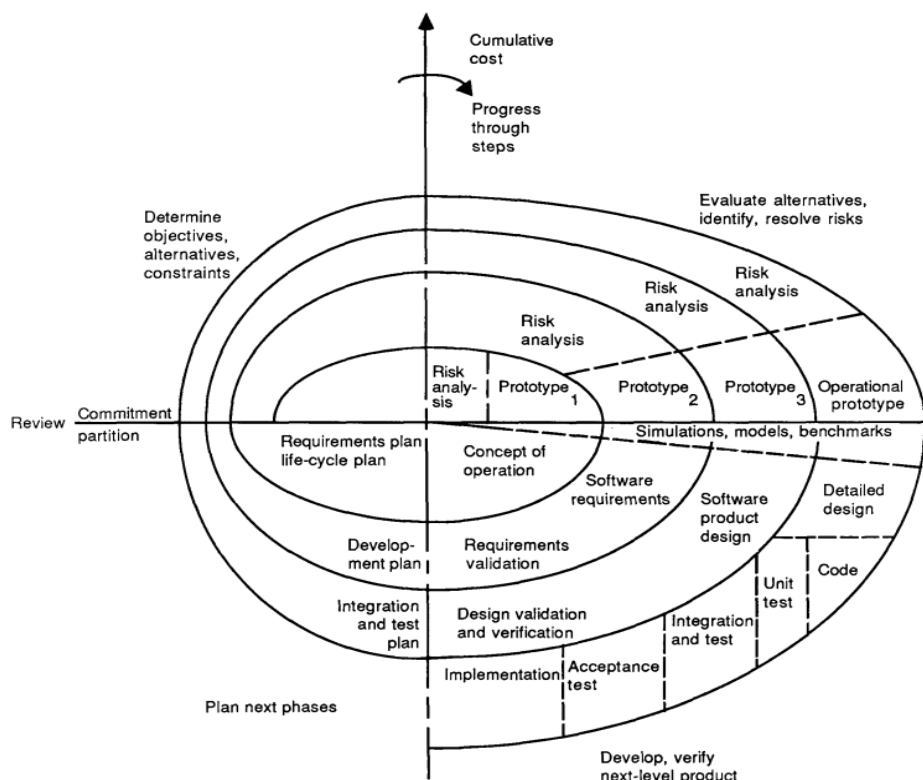 Cumulative
cost
Progress
through
steps
Evaluate alternatives,
identify, resolve risks
Determine
objectives,
alternatives,
constraints
Risk
analysis
Risk
analysis
Risk
analysis
Risk
analy-
sis
Prototype
1
Prototype
2
Prototype
3
Operational
prototype
Review
Commitment
partition
Simulations, models, benchmarks
Requirements plan
life-cycle plan
Concept of
operation
Software
requirements
Software
product
design
Detailed
design
Develop-
ment plan
Requirements
validation
Integration
and test
plan
Design validation
and verification
Integration
and test
Unit
test
Code
Implementation
Acceptance
test
Plan next phases
Develop, verify
next-level product